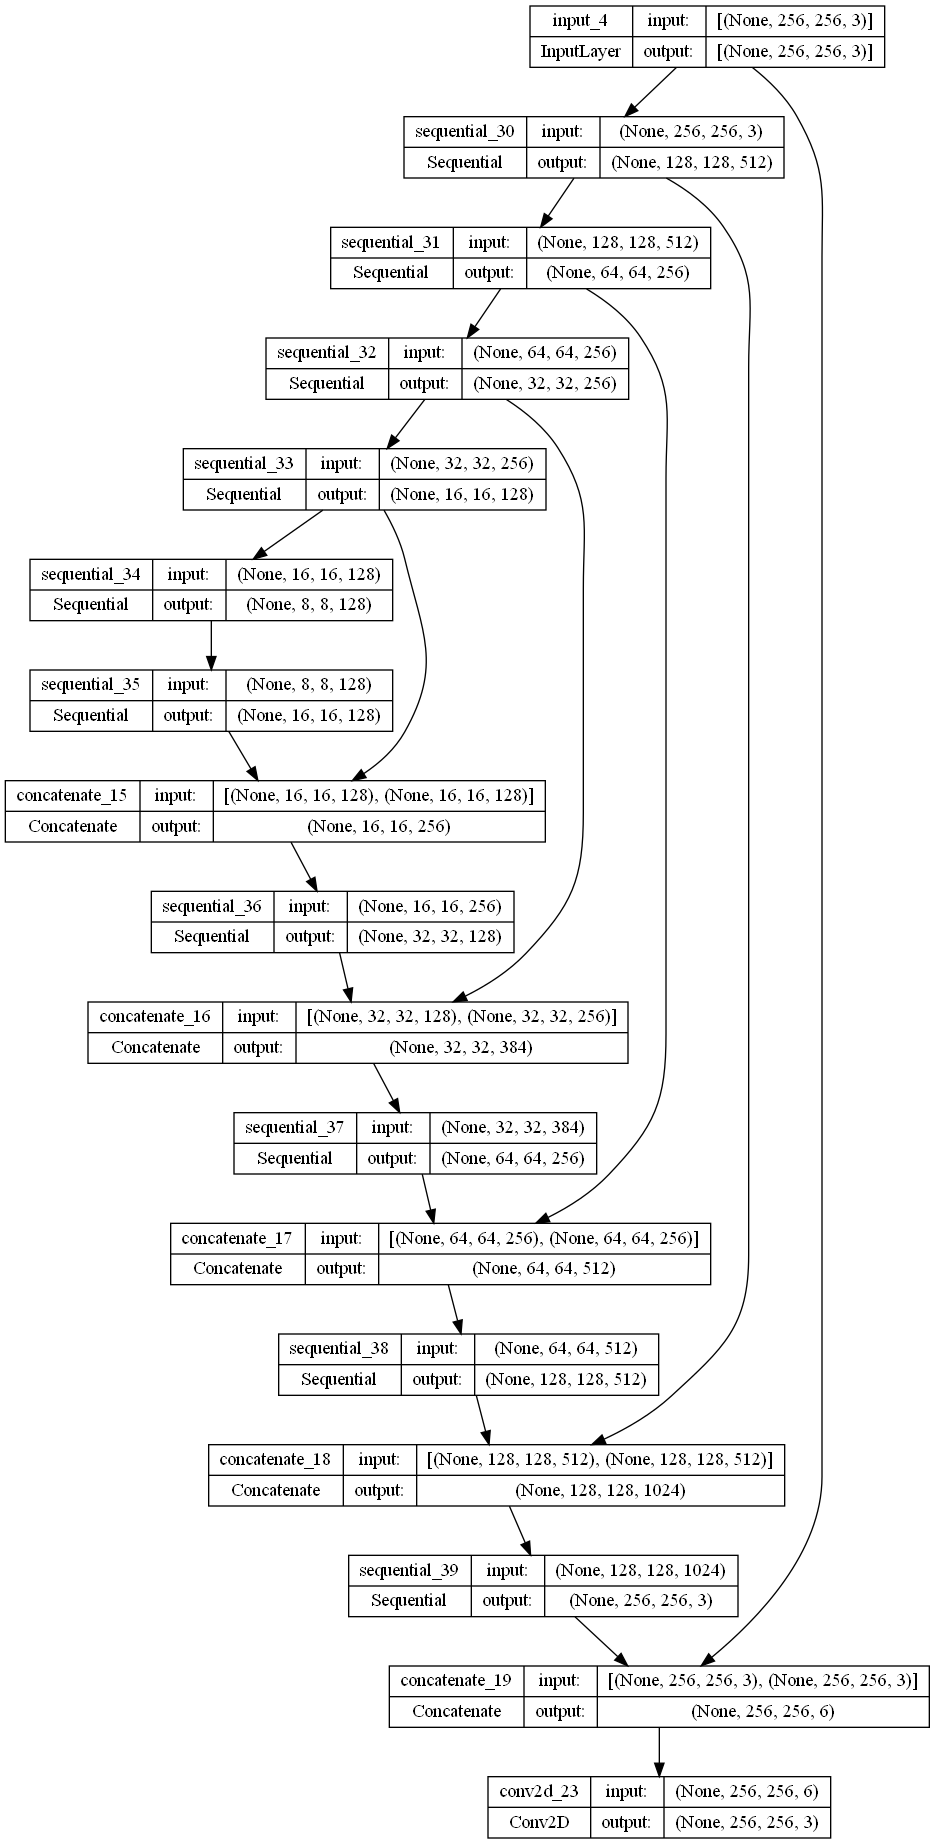 input_4 input: [(None, 256, 256, 3)]
InputLayer output: [(None, 256, 256, 3)]
sequential_30 input: (None, 256, 256, 3)
Sequential output: (None, 128, 128, 512)
sequential_31 input: (None, 128, 128, 512)
Sequential output: (None, 64, 64, 256)
sequential_32 input: (None, 64, 64, 256)
Sequential output: (None, 32, 32, 256)
sequential_33 input: (None, 32, 32, 256)
Sequential output: (None, 16, 16, 128)
sequential_34 input: (None, 16, 16, 128)
Sequential output: (None, 8, 8, 128)
sequential_35 input: (None, 8, 8, 128)
Sequential output: (None, 16, 16, 128)
concatenate_15 input: [(None, 16, 16, 128), (None, 16, 16, 128)]
Concatenate output: (None, 16, 16, 256)
sequential_36 input: (None, 16, 16, 256)
Sequential output: (None, 32, 32, 128)
concatenate_16 input: [(None, 32, 32, 128), (None, 32, 32, 256)]
Concatenate output: (None, 32, 32, 384)
sequential_37 input: (None, 32, 32, 384)
Sequential output: (None, 64, 64, 256)
concatenate_17 input: [(None, 64, 64, 256), (None, 64, 64, 256)]
Concatenate output: (None, 64, 64, 512)
sequential_38 input: (None, 64, 64, 512)
Sequential output: (None, 128, 128, 512)
concatenate_18 input: [(None, 128, 128, 512), (None, 128, 128, 512)]
Concatenate output: (None, 128, 128, 1024)
sequential_39 input: (None, 128, 128, 1024)
Sequential output: (None, 256, 256, 3)
concatenate_19 input: [(None, 256, 256, 3), (None, 256, 256, 3)]
Concatenate output: (None, 256, 256, 6)
conv2d_23 input: (None, 256, 256, 6)
Conv2D output: (None, 256, 256, 3)